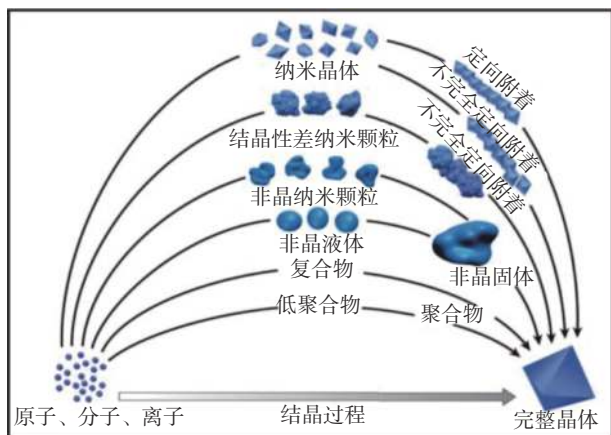 纳米晶体
定向附着
不完全定向附着
结晶性差纳米颗粒
不完全定向附着
非晶纳米颗粒
非晶液体
非晶固体
复合物
低聚合物
聚合物
原子、分子、离子
结晶过程
完整晶体